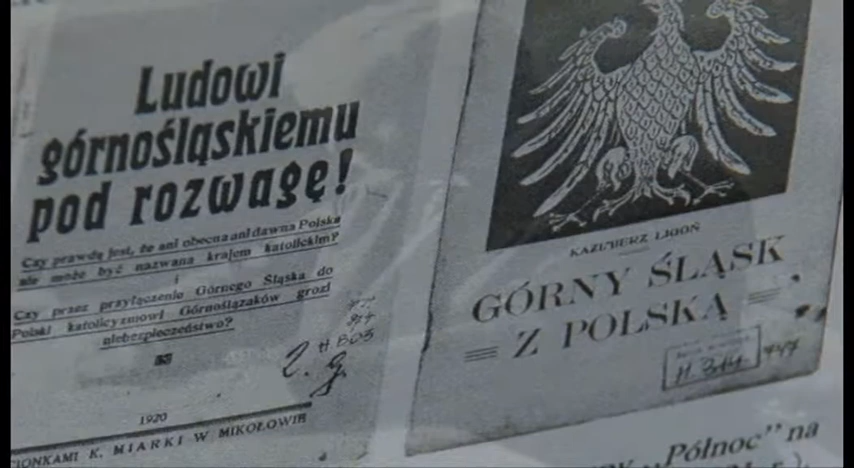 Ludowi
górnośląskiemu
pod rozwagę!
Czy prawdą jest, że ani obecna ani dawna Polska
nie może być nazwana krajem katolickim?
i
Czy przez przyłączenie Górnego Śląska do
Polski katolicyzmowi Górnoślązaków grozi
niebezpieczeństwo?
1920
CIONKAMI K. MIARKI W MIKOŁOWIE
KAZIMIERZ LIGOŃ
GÓRNY ŚLĄSK
Z POLSKĄ
„Północ” na